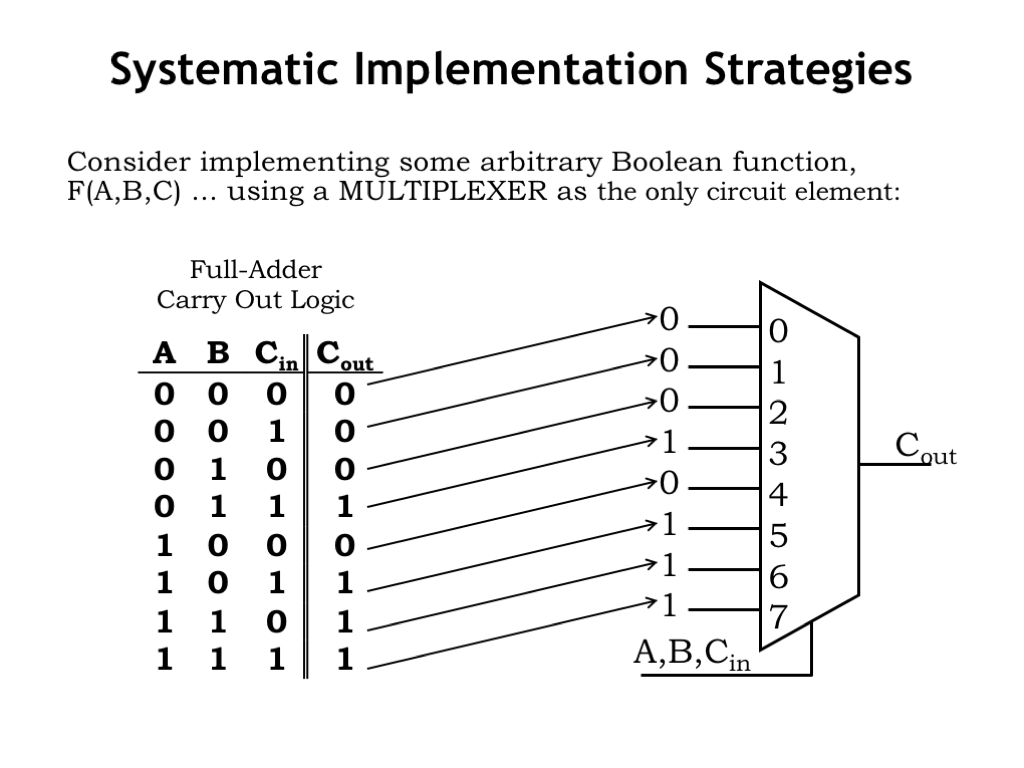 Systematic Implementation Strategies
Consider implementing some arbitrary Boolean function,
F(A,B,C) ... using a MULTIPLEXER as the only circuit element:
Full-Adder
Carry Out Logic
A B Cin Cout
0 0 0 0
0 0 1 0
0 1 0 0
0 1 1 1
1 0 0 0
1 0 1 1
1 1 0 1
1 1 1 1
0 0
0 1
0 2
1 3
0 4
1 5
1 6
1 7
A,B,Cin
Cout